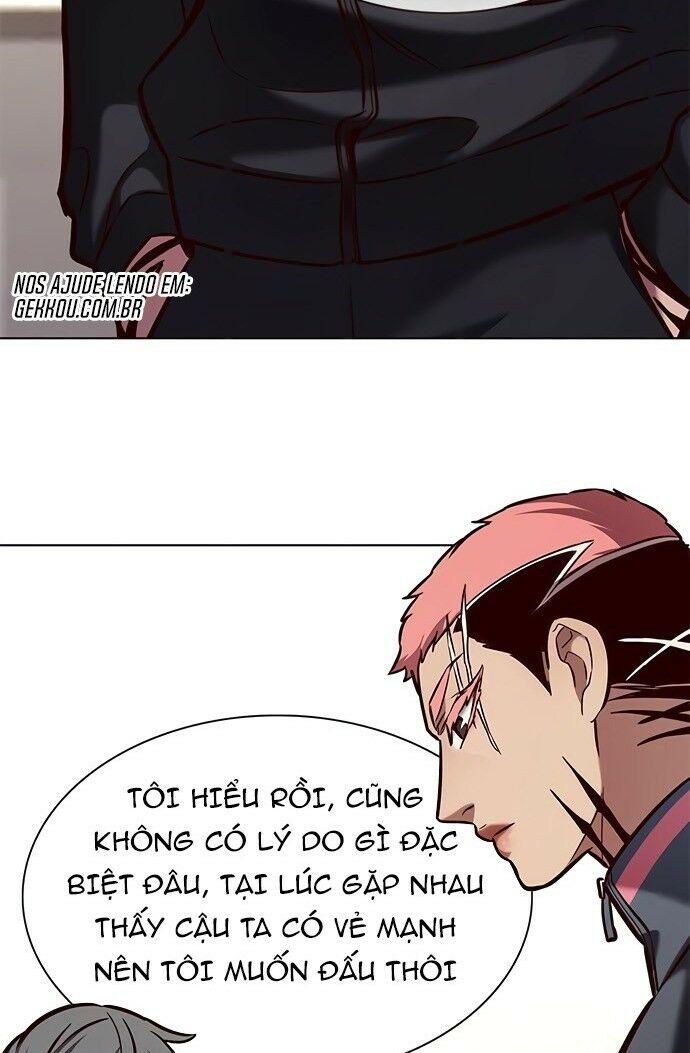 NOS AJUDE LENDO EM:
GEKKOU.COM.BR
TÔI HIỂU RỒI, CŨNG
KHÔNG CÓ LÝ DO GÌ ĐẶC
BIỆT ĐÂU, TẠI LÚC GẶP NHAU
THẤY CẬU TA CÓ VẺ MẠNH
NÊN TÔI MUỐN ĐẤU THÔI